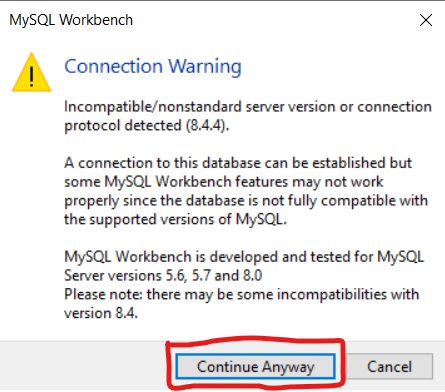 MySQL Workbench
Connection Warning
Incompatible/nonstandard server version or connection
protocol detected (8.4.4).
A connection to this database can be established but
some MySQL Workbench features may not work
properly since the database is not fully compatible with
the supported versions of MySQL.
MySQL Workbench is developed and tested for MySQL
Server versions 5.6, 5.7 and 8.0
Please note: there may be some incompatibilities with
version 8.4.
Continue Anyway
Cancel